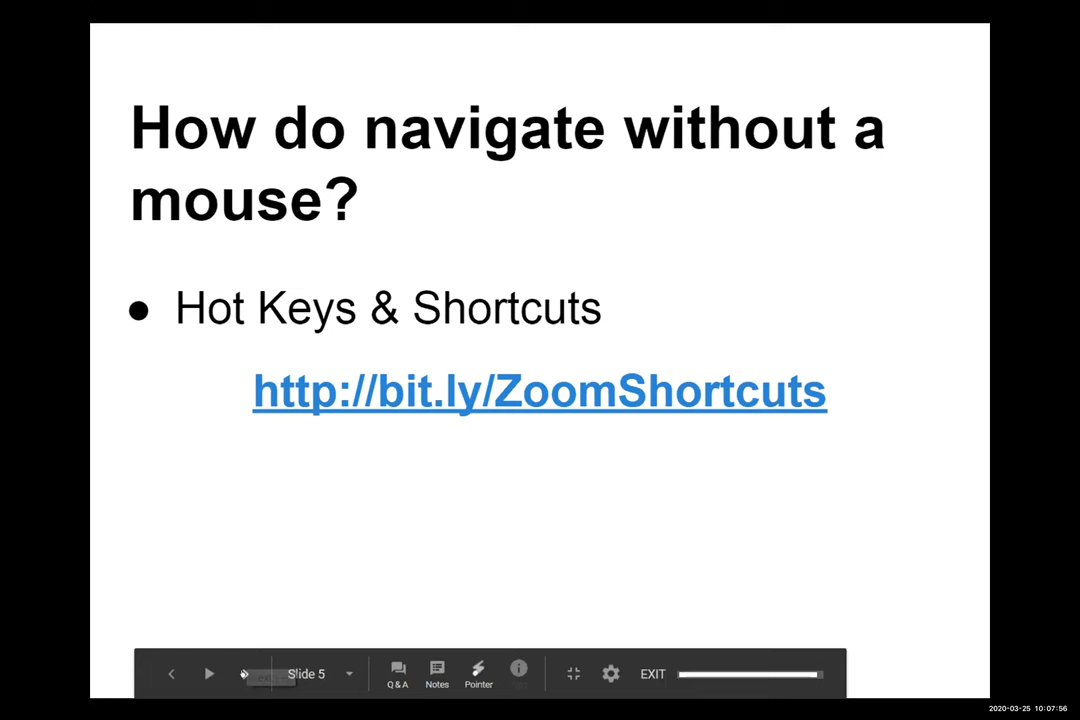 How do navigate without a
mouse?
● Hot Keys & Shortcuts
http://bit.ly/ZoomShortcuts
Slide 5
Q & A
Notes
Pointer
EXIT
2020-03-25 10:07:56